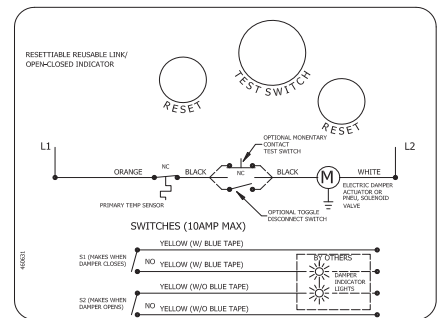 RESETTIABLE REUSABLE LINK/
OPEN-CLOSED INDICATOR
TEST SWITCH
RESET
RESET
L1
L2
OPTIONAL MONENTARY
CONTACT
TEST SWITCH
ORANGE
NC
BLACK
NC
BLACK
M
WHITE
PRIMARY TEMP SENSOR
ELECTRIC DAMPER
ACTUATOR OR
PNEU, SOLENOID
VALVE
OPTIONAL TOGGLE
DISCONNECT SWITCH
SWITCHES (10AMP MAX)
YELLOW (W/ BLUE TAPE)
S1 (MAKES WHEN
DAMPER CLOSES)
NO
YELLOW (W/ BLUE TAPE)
BY OTHERS
DAMPER
INDICATOR
LIGHTS
YELLOW (W/O BLUE TAPE)
S2 (MAKES WHEN
DAMPER OPENS)
NO
YELLOW (W/O BLUE TAPE)
460631